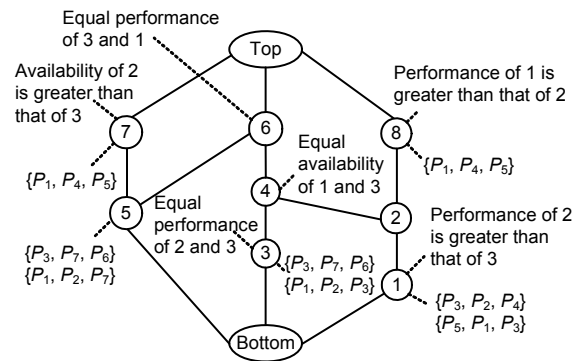 Equal performance
of 3 and 1
Top
Availability of 2
is greater than
that of 3
Performance of 1 is
greater than that of 2
7
6
8
Equal
availability
of 1 and 3
{P1, P4, P5}
{P1, P4, P5}
4
5
Equal
performance
of 2 and 3
2
Performance of 2
is greater than
that of 3
{P3, P7, P6}
{P1, P2, P7}
3
{P3, P7, P6}
{P1, P2, P3}
1
{P3, P2, P4}
{P5, P1, P3}
Bottom